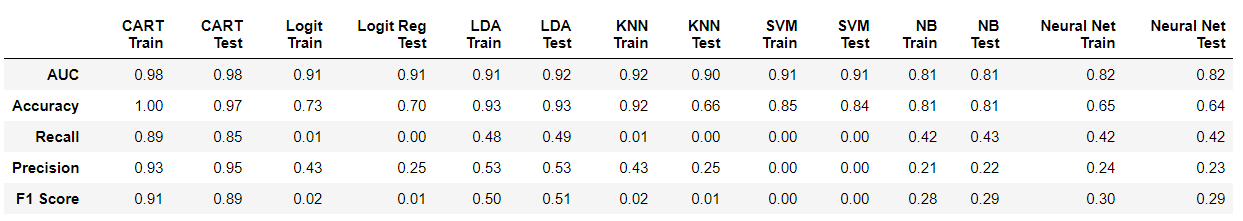 CART Train CART Test Logit Train Logit Reg Test LDA Train LDA Test KNN Train KNN Test SVM Train SVM Test NB Train NB Test Neural Net Train Neural Net Test
AUC 0.98 0.98 0.91 0.91 0.91 0.92 0.92 0.90 0.91 0.91 0.81 0.81 0.82 0.82
Accuracy 1.00 0.97 0.73 0.70 0.93 0.93 0.92 0.66 0.85 0.84 0.81 0.81 0.65 0.64
Recall 0.89 0.85 0.01 0.00 0.48 0.49 0.01 0.00 0.00 0.00 0.42 0.43 0.42 0.42
Precision 0.93 0.95 0.43 0.25 0.53 0.53 0.43 0.25 0.00 0.00 0.21 0.22 0.24 0.23
F1 Score 0.91 0.89 0.02 0.01 0.50 0.51 0.02 0.01 0.00 0.00 0.28 0.29 0.30 0.29